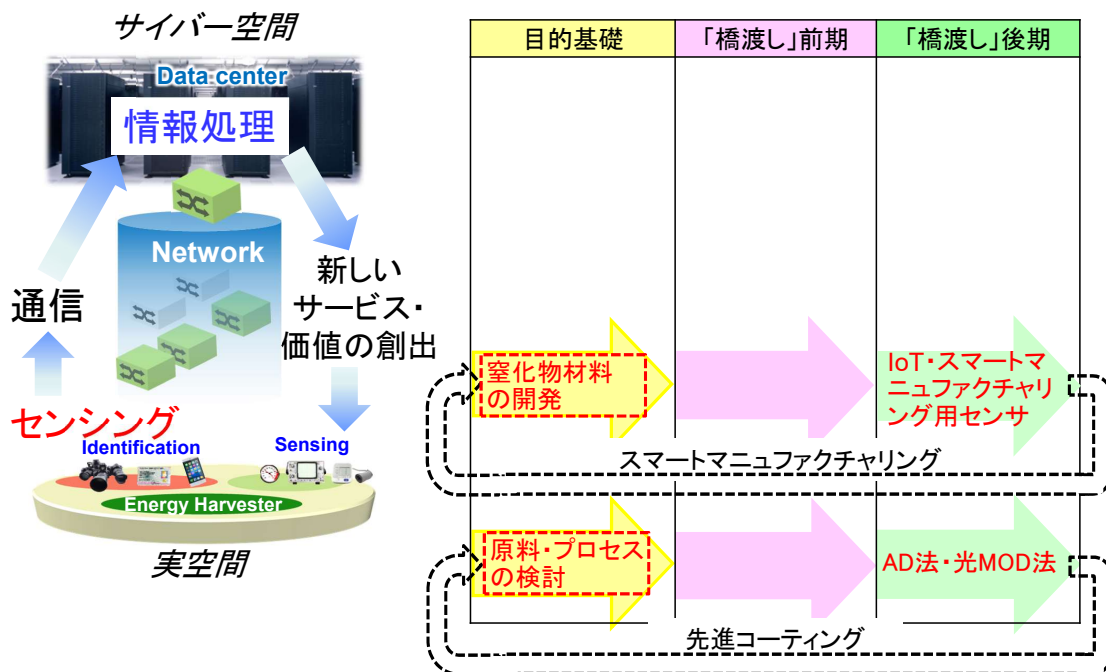 サイバー空間
Data center
情報処理
Network
通信
新しい
サービス・
価値の創出
センシング
Identification
Sensing
Energy Harvester
実空間
目的基礎
「橋渡し」前期
「橋渡し」後期
窒化物材料
の開発
IoT・スマートマ
ニュファクチャリ
ング用センサ
スマートマニュファクチャリング
原料・プロセス
の検討
AD法・光MOD法
先進コーティング